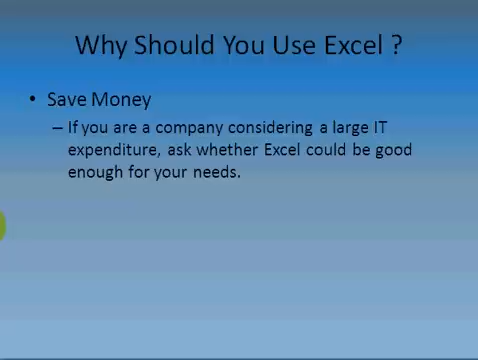 Why Should You Use Excel ?
• Save Money
– If you are a company considering a large IT
expenditure, ask whether Excel could be good
enough for your needs.